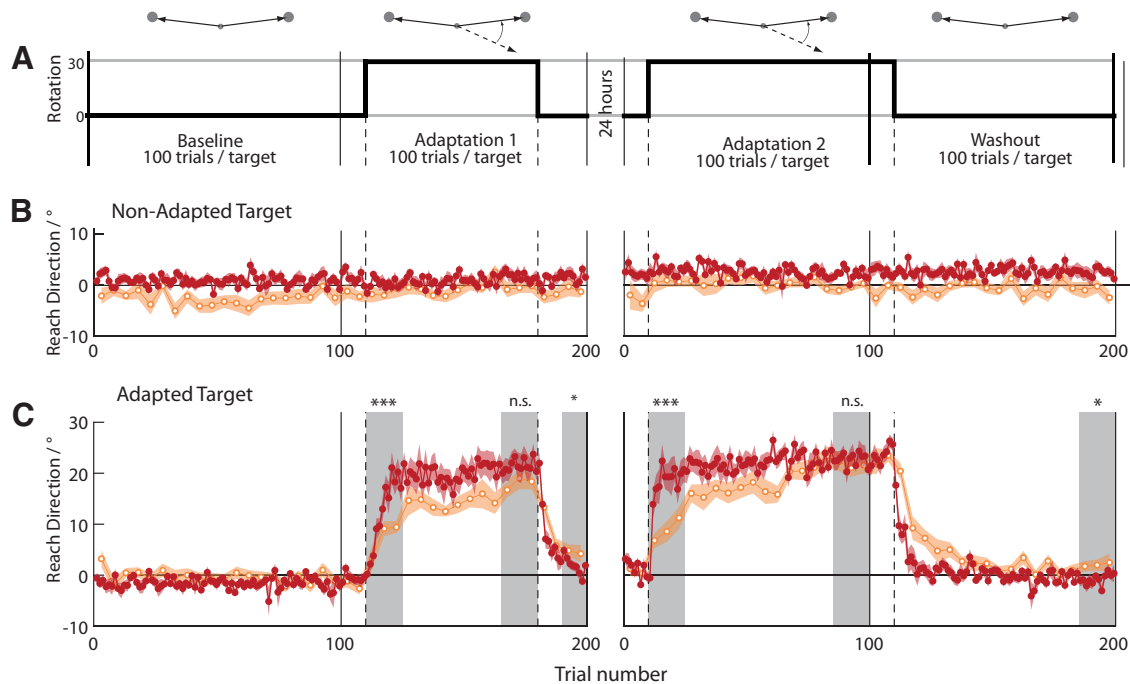 A
Rotation
30
0
Baseline
100 trials / target
Adaptation 1
100 trials / target
24 hours
Adaptation 2
100 trials / target
Washout
100 trials / target
B
Non-Adapted Target
Reach Direction / °
10
0
-10
0 100 200
0 100 200
C
Adapted Target
*** n.s. *
*** n.s. *
Reach Direction / °
30
20
10
0
-10
0 100 200
0 100 200
Trial number